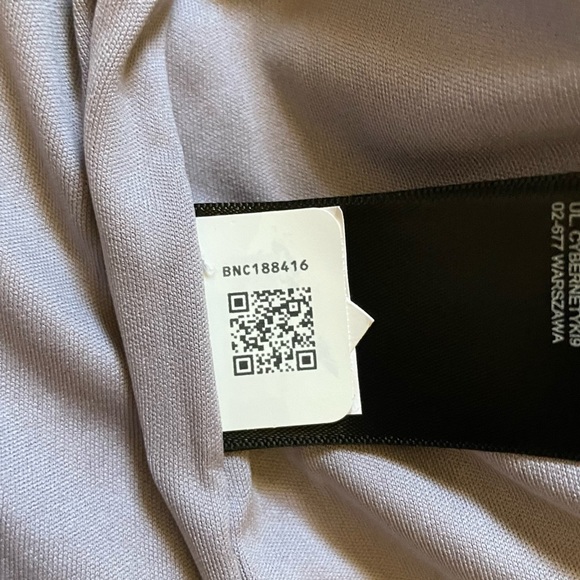 BNC188416
UL. CYBERNETYKI 9
02-677 WARSZAWA